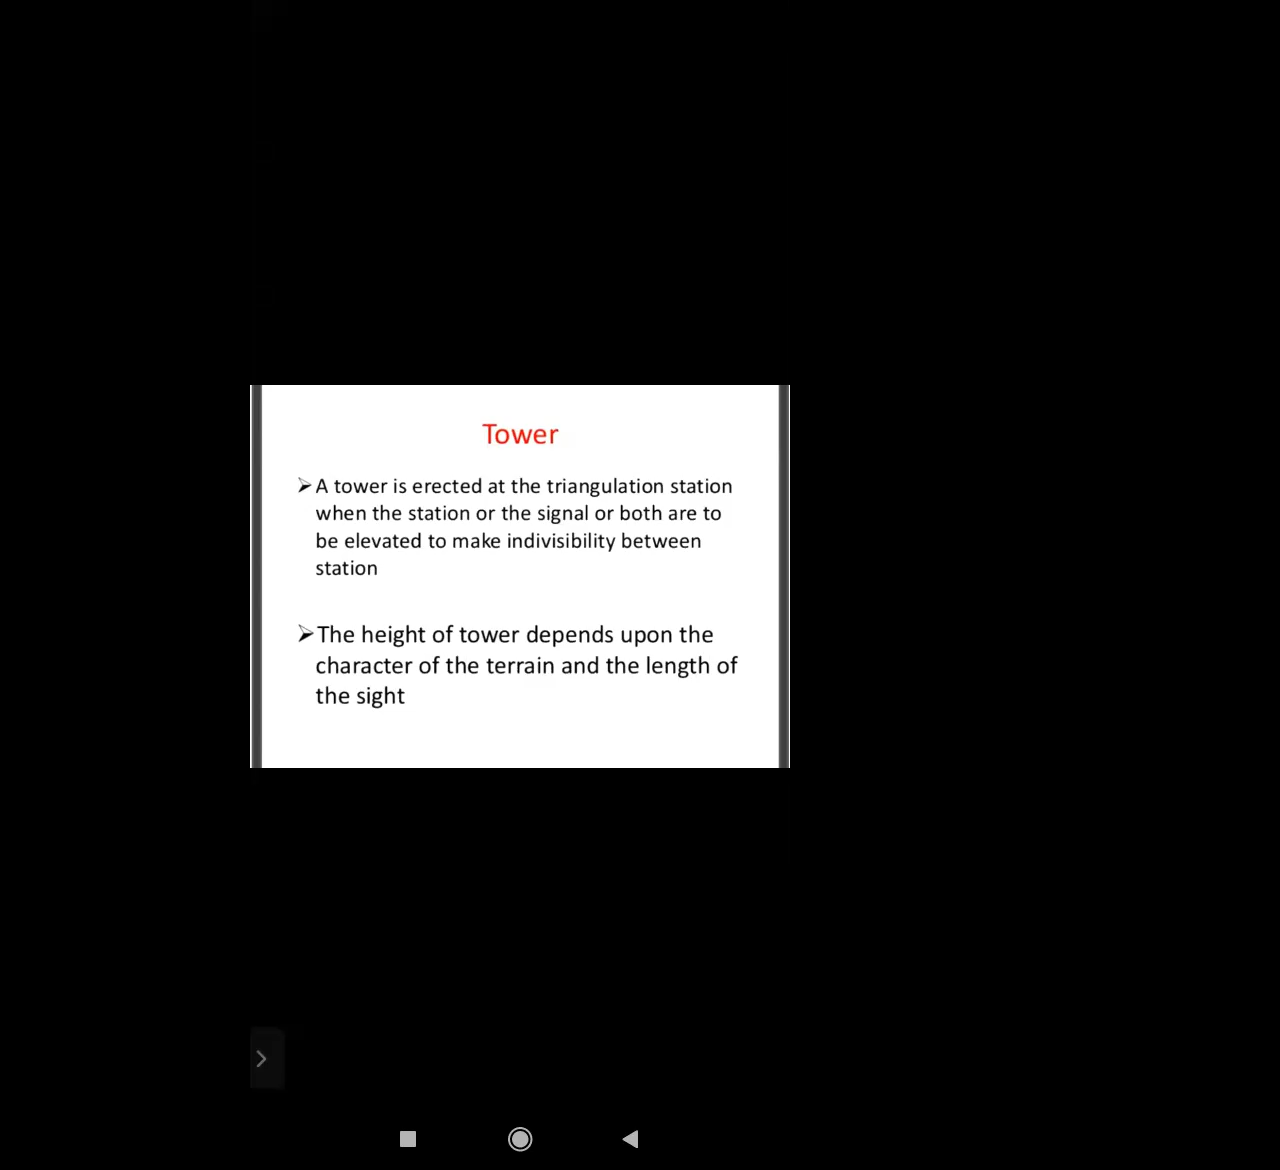 Tower
➢A tower is erected at the triangulation station
when the station or the signal or both are to
be elevated to make indivisibility between
station
➢The height of tower depends upon the
character of the terrain and the length of
the sight